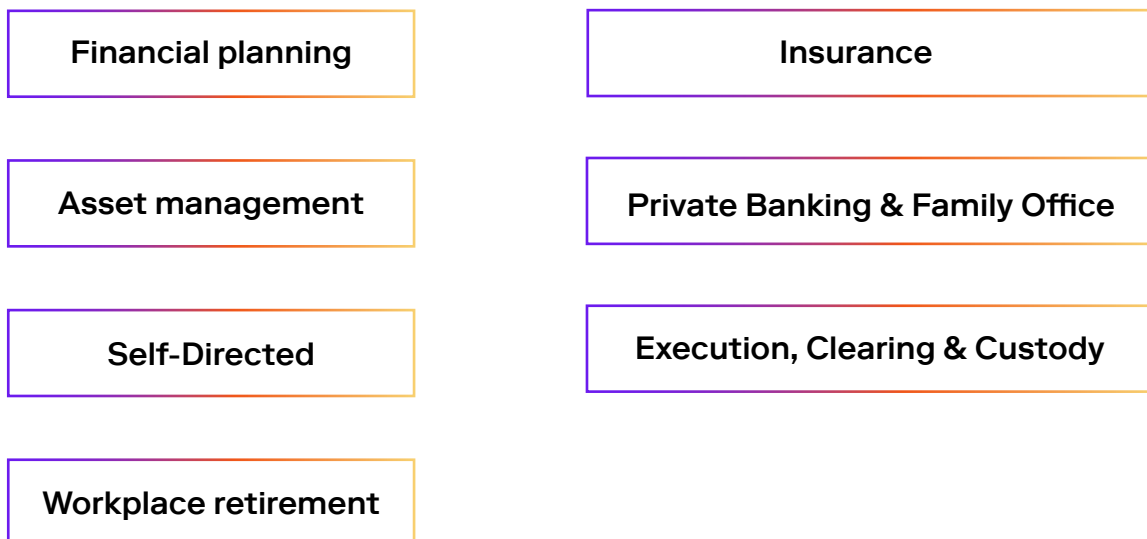 Financial planning
Asset management
Self-Directed
Workplace retirement
Insurance
Private Banking & Family Office
Execution, Clearing & Custody